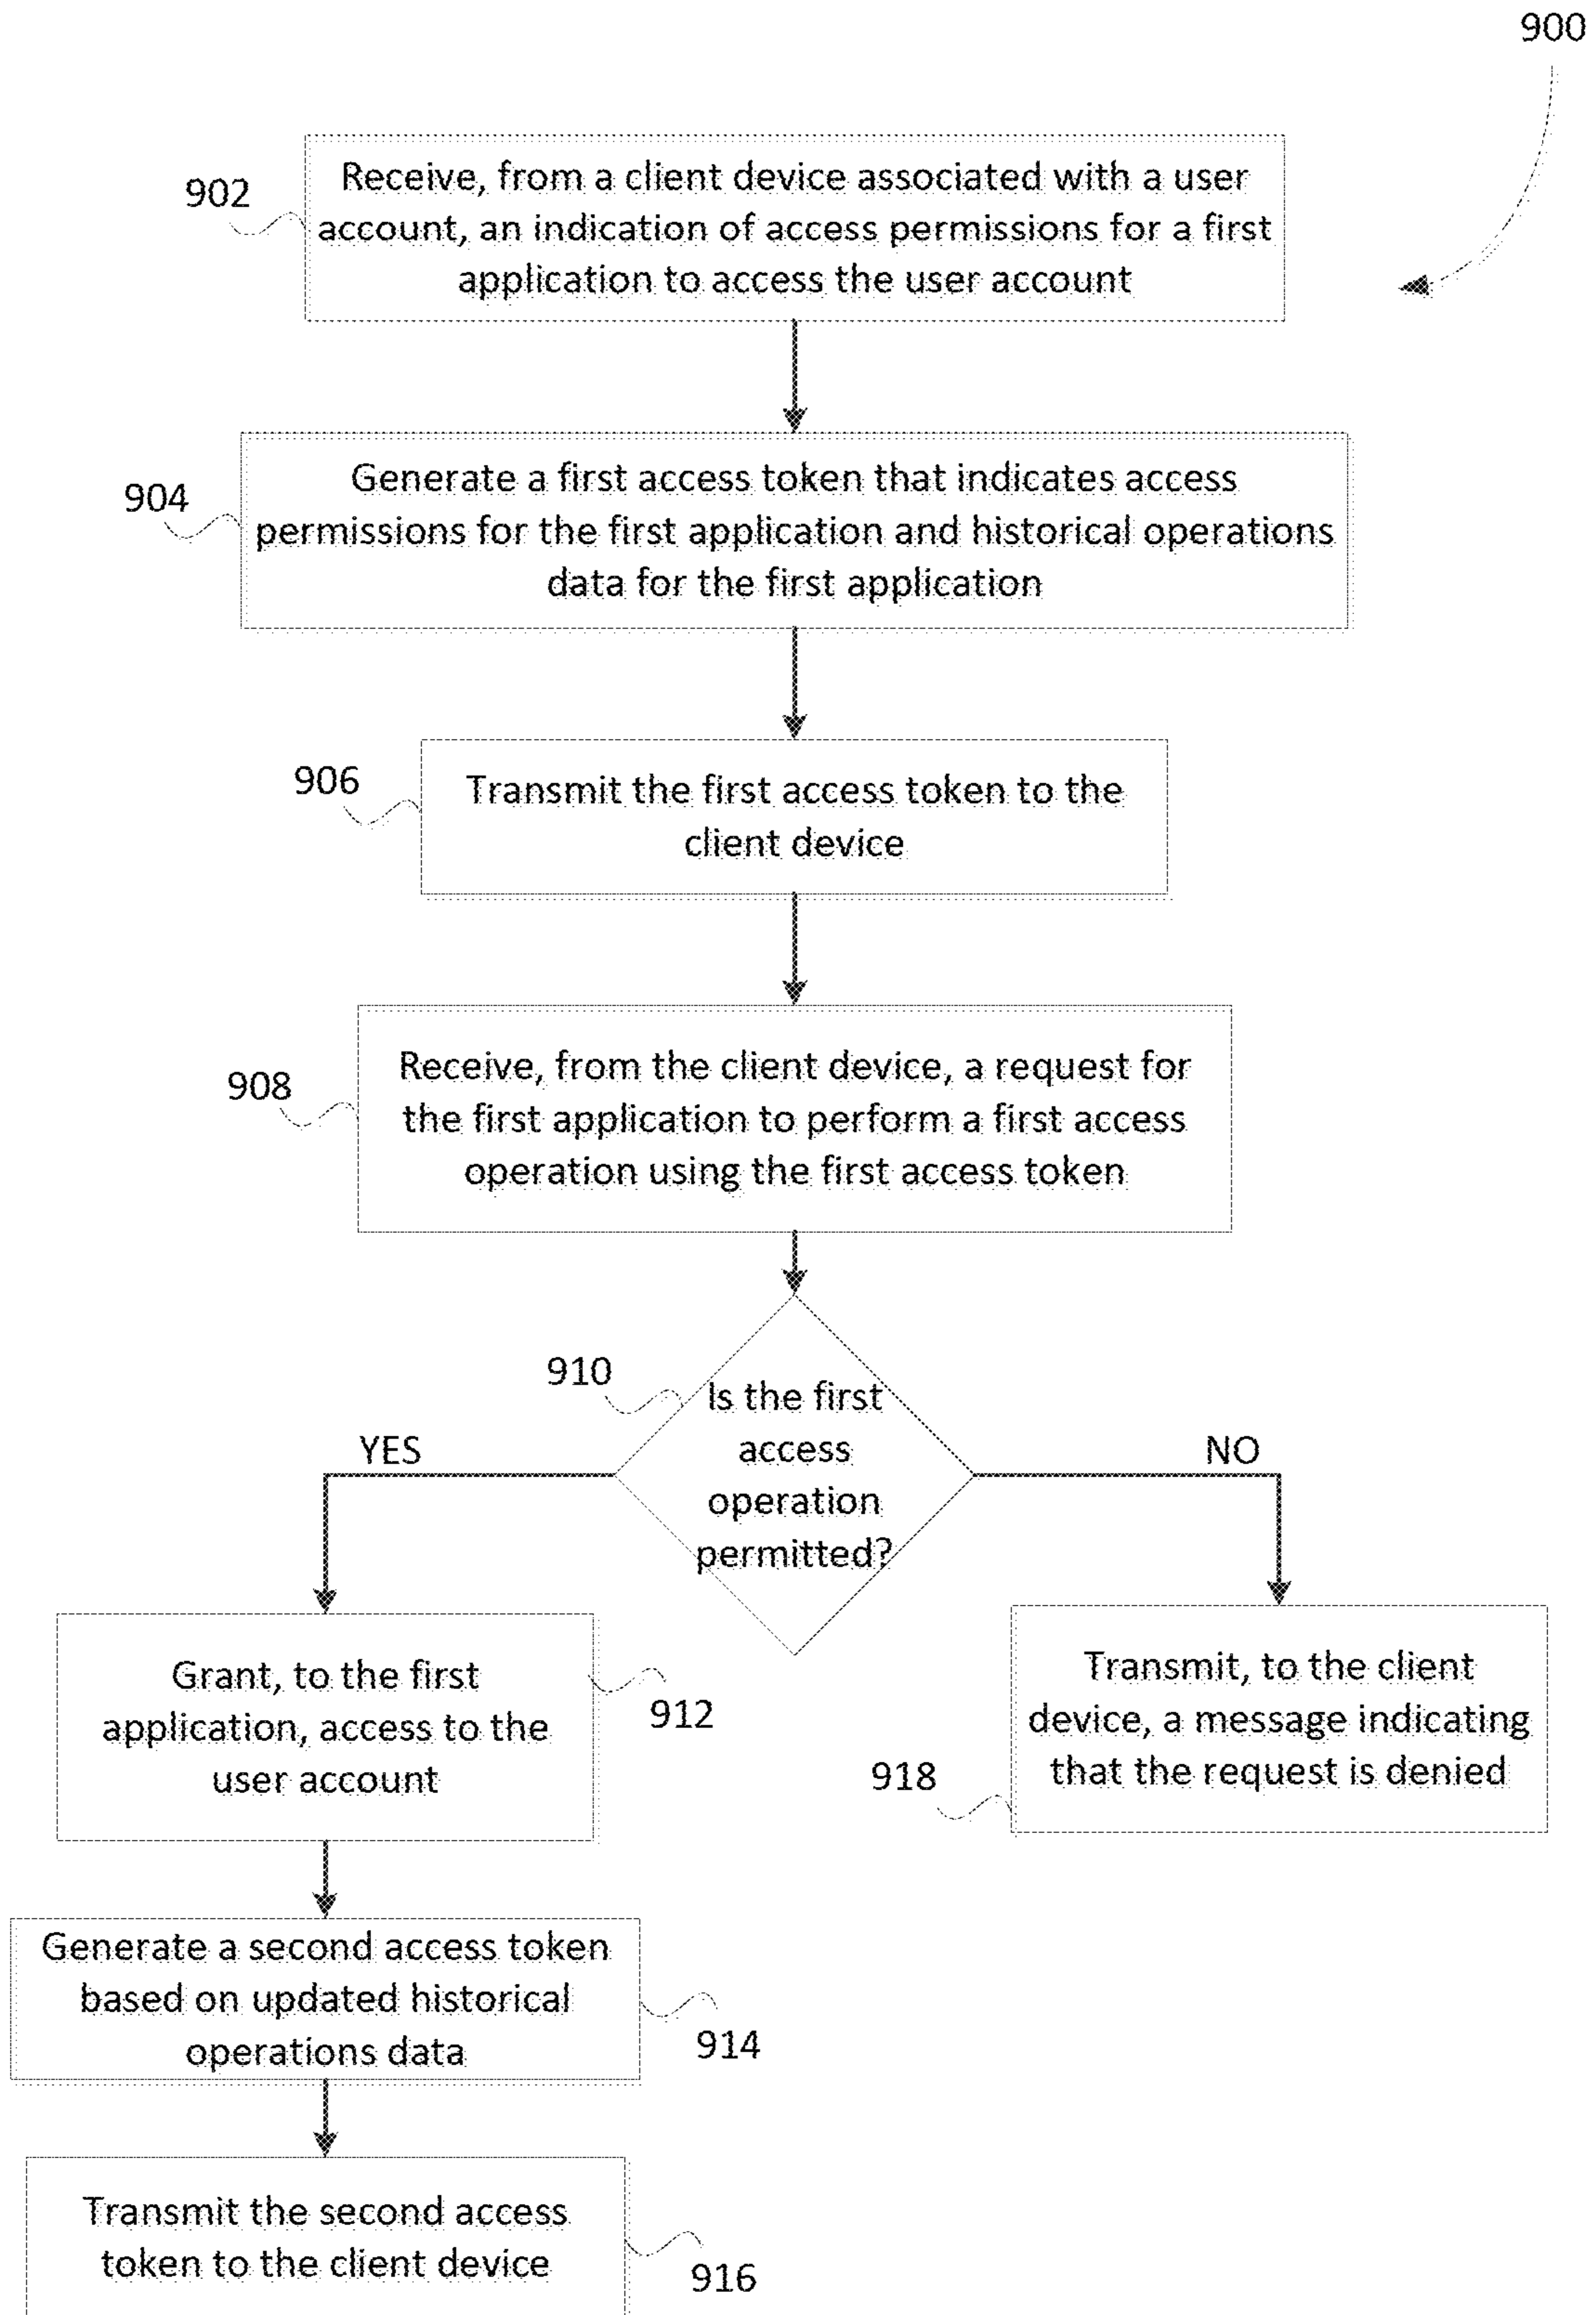 900
902
Receive, from a client device associated with a user
account, an indication of access permissions for a first
application to access the user account
904
Generate a first access token that indicates access
permissions for the first application and historical operations
data for the first application
906
Transmit the first access token to the
client device
908
Receive, from the client device, a request for
the first application to perform a first access
operation using the first access token
910
Is the first
access
operation
permitted?
YES
NO
Grant, to the first
application, access to the
user account
912
Transmit, to the client
device, a message indicating
that the request is denied
918
Generate a second access token
based on updated historical
operations data
914
Transmit the second access
token to the client device
916